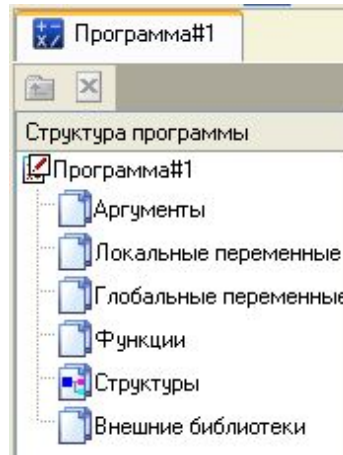 Программа#1
Структура программы
Программа#1
Аргументы
Локальные переменные
Глобальные переменные
Функции
Структуры
Внешние библиотеки